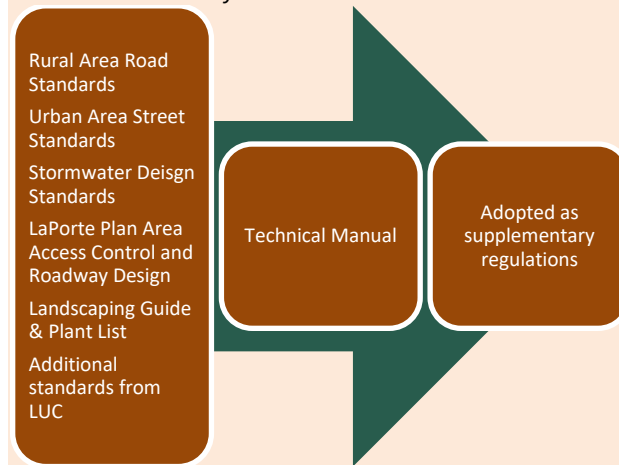 Rural Area Road
Standards
Urban Area Street
Standards
Stormwater Deisgn
Standards
LaPorte Plan Area
Access Control and
Roadway Design
Landscaping Guide
& Plant List
Additional
standards from
LUC
Technical Manual
Adopted as
supplementary
regulations